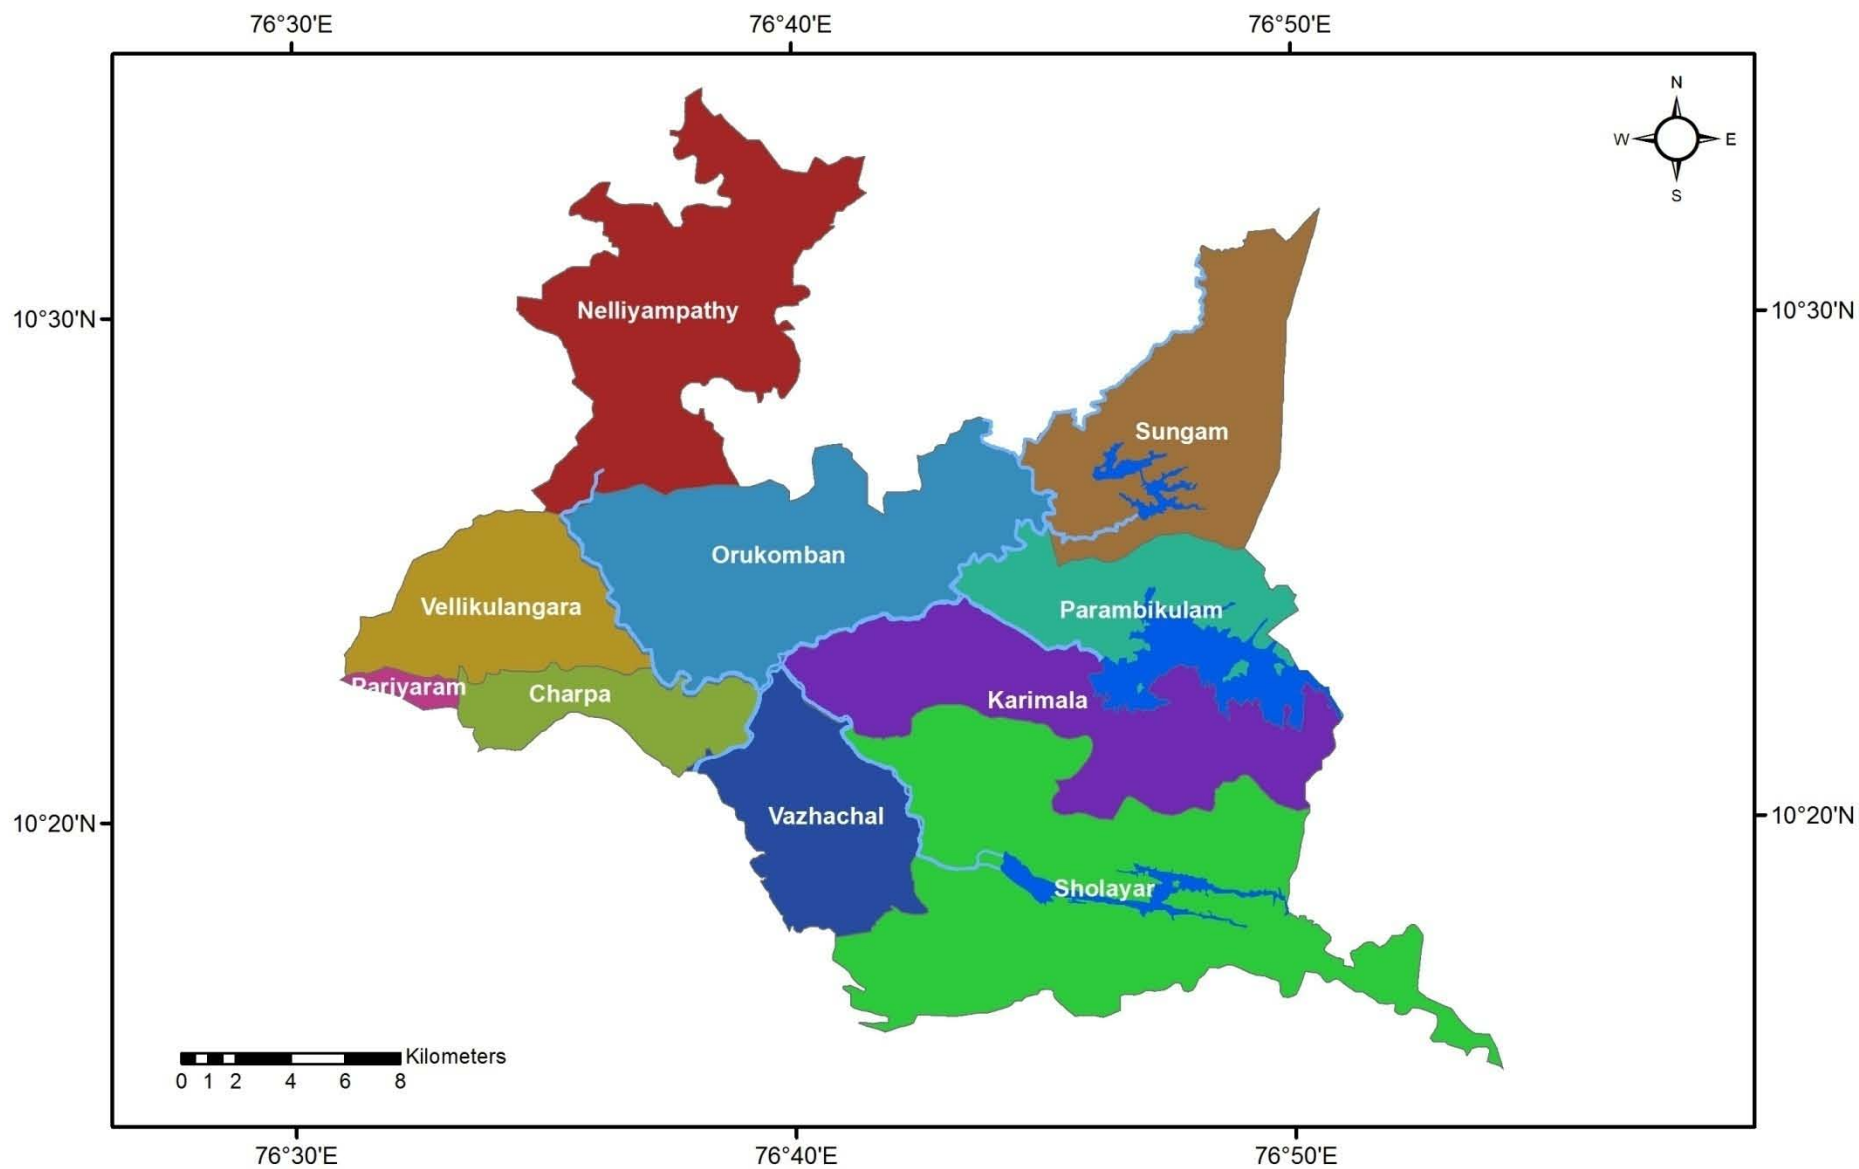 76°30'E 76°40'E 76°50'E
N
W E
S
Nelliyampathy
10°30'N 10°30'N
Sungam
Orukomban
Vellikulangara Parambikulam
Pariyaram Charpa Karimala
Vazhachal
10°20'N 10°20'N
Sholayar
Kilometers
0 1 2 4 6 8
76°30'E 76°40'E 76°50'E